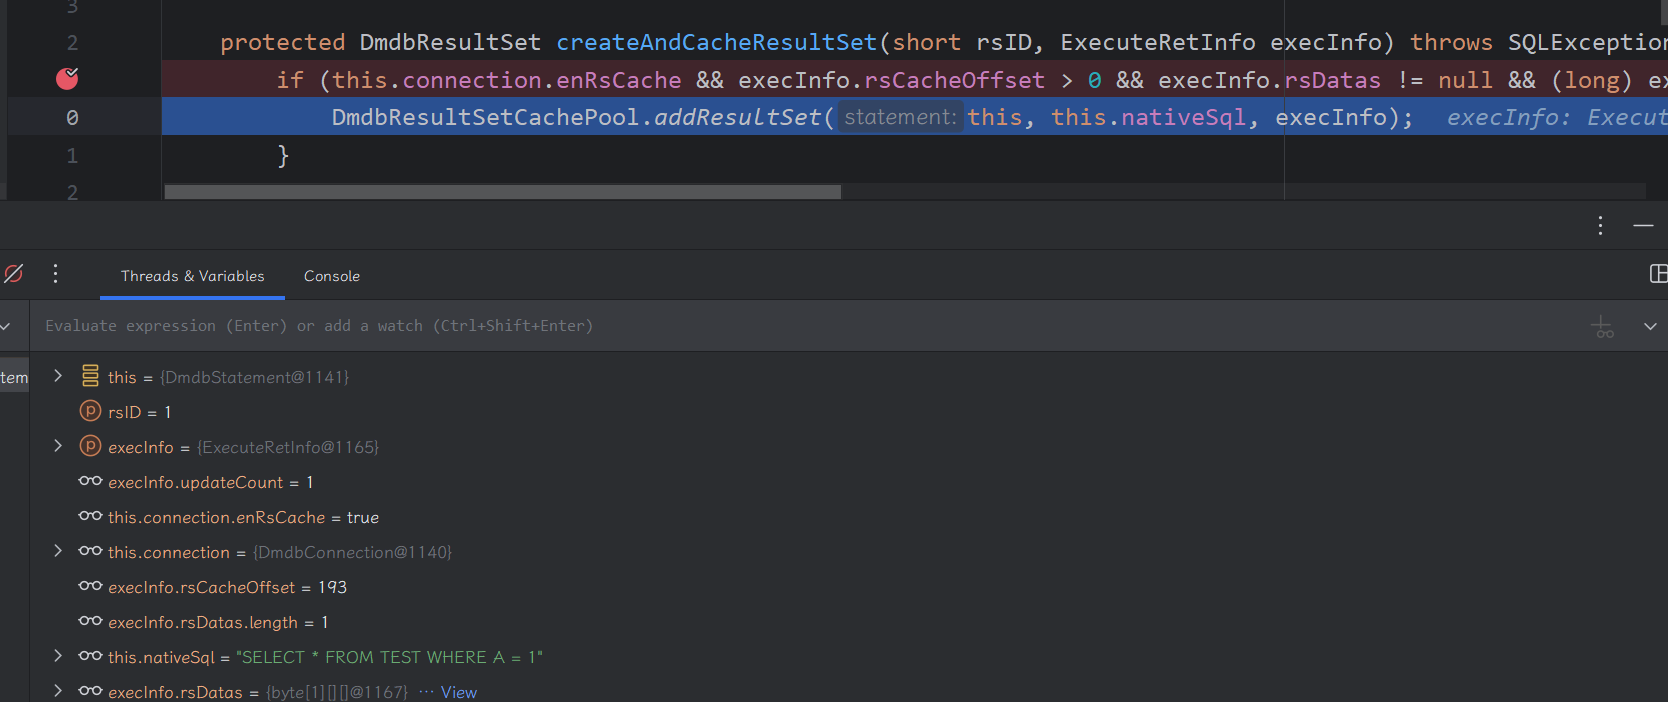 3
2 protected DmdbResultSet createAndCacheResultSet(short rsID, ExecuteRetInfo execInfo) throws SQLException
if (this.connection.enRsCache && execInfo.rsCacheOffset > 0 && execInfo.rsDatas != null && (long) ex
0 DmdbResultSetCachePool.addResultSet( statement: this, this.nativeSql, execInfo); execInfo: Execut
1 }
2
Threads & Variables Console
Evaluate expression (Enter) or add a watch (Ctrl+Shift+Enter)
tem this = {DmdbStatement@1141}
p rsID = 1
p execInfo = {ExecuteRetInfo@1165}
execInfo.updateCount = 1
this.connection.enRsCache = true
this.connection = {DmdbConnection@1140}
execInfo.rsCacheOffset = 193
execInfo.rsDatas.length = 1
this.nativeSql = "SELECT * FROM TEST WHERE A = 1"
execInfo.rsDatas = {byte[1][][]@1167} ··· View